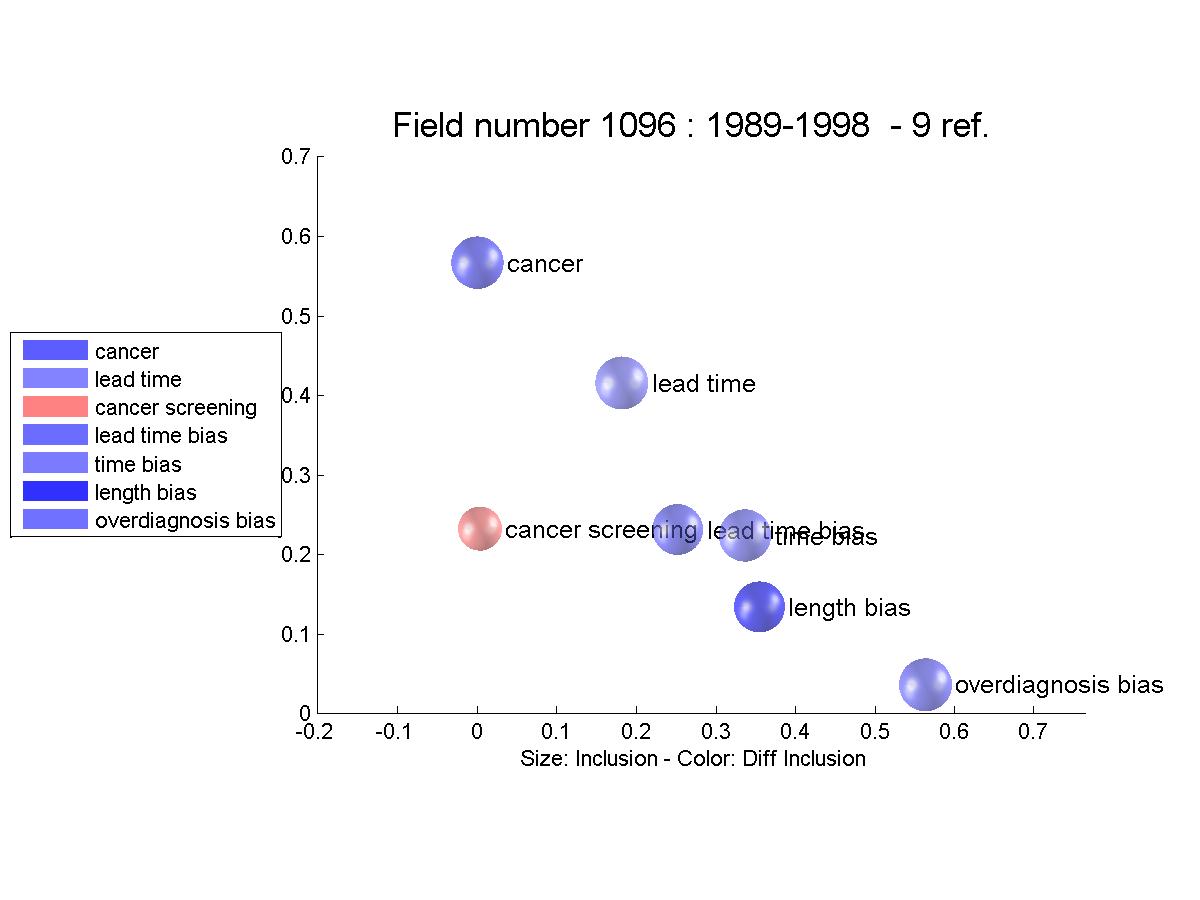 Field number 1096 : 1989-1998  - 9 ref.
0.7
0.6
0.5
0.4
0.3
0.2
0.1
0
-0.2
-0.1
0
0.1
0.2
0.3
0.4
0.5
0.6
0.7
Size: Inclusion - Color: Diff Inclusion
cancer
lead time
cancer screening
lead time bias
time bias
length bias
overdiagnosis bias
cancer
lead time
cancer screening
lead time bias
time bias
length bias
overdiagnosis bias